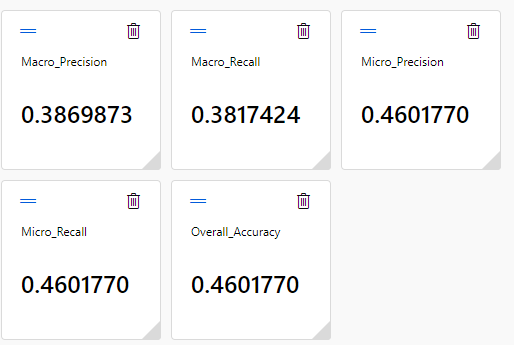 Macro_Precision
0.3869873
Macro_Recall
0.3817424
Micro_Precision
0.4601770
Micro_Recall
0.4601770
Overall_Accuracy
0.4601770